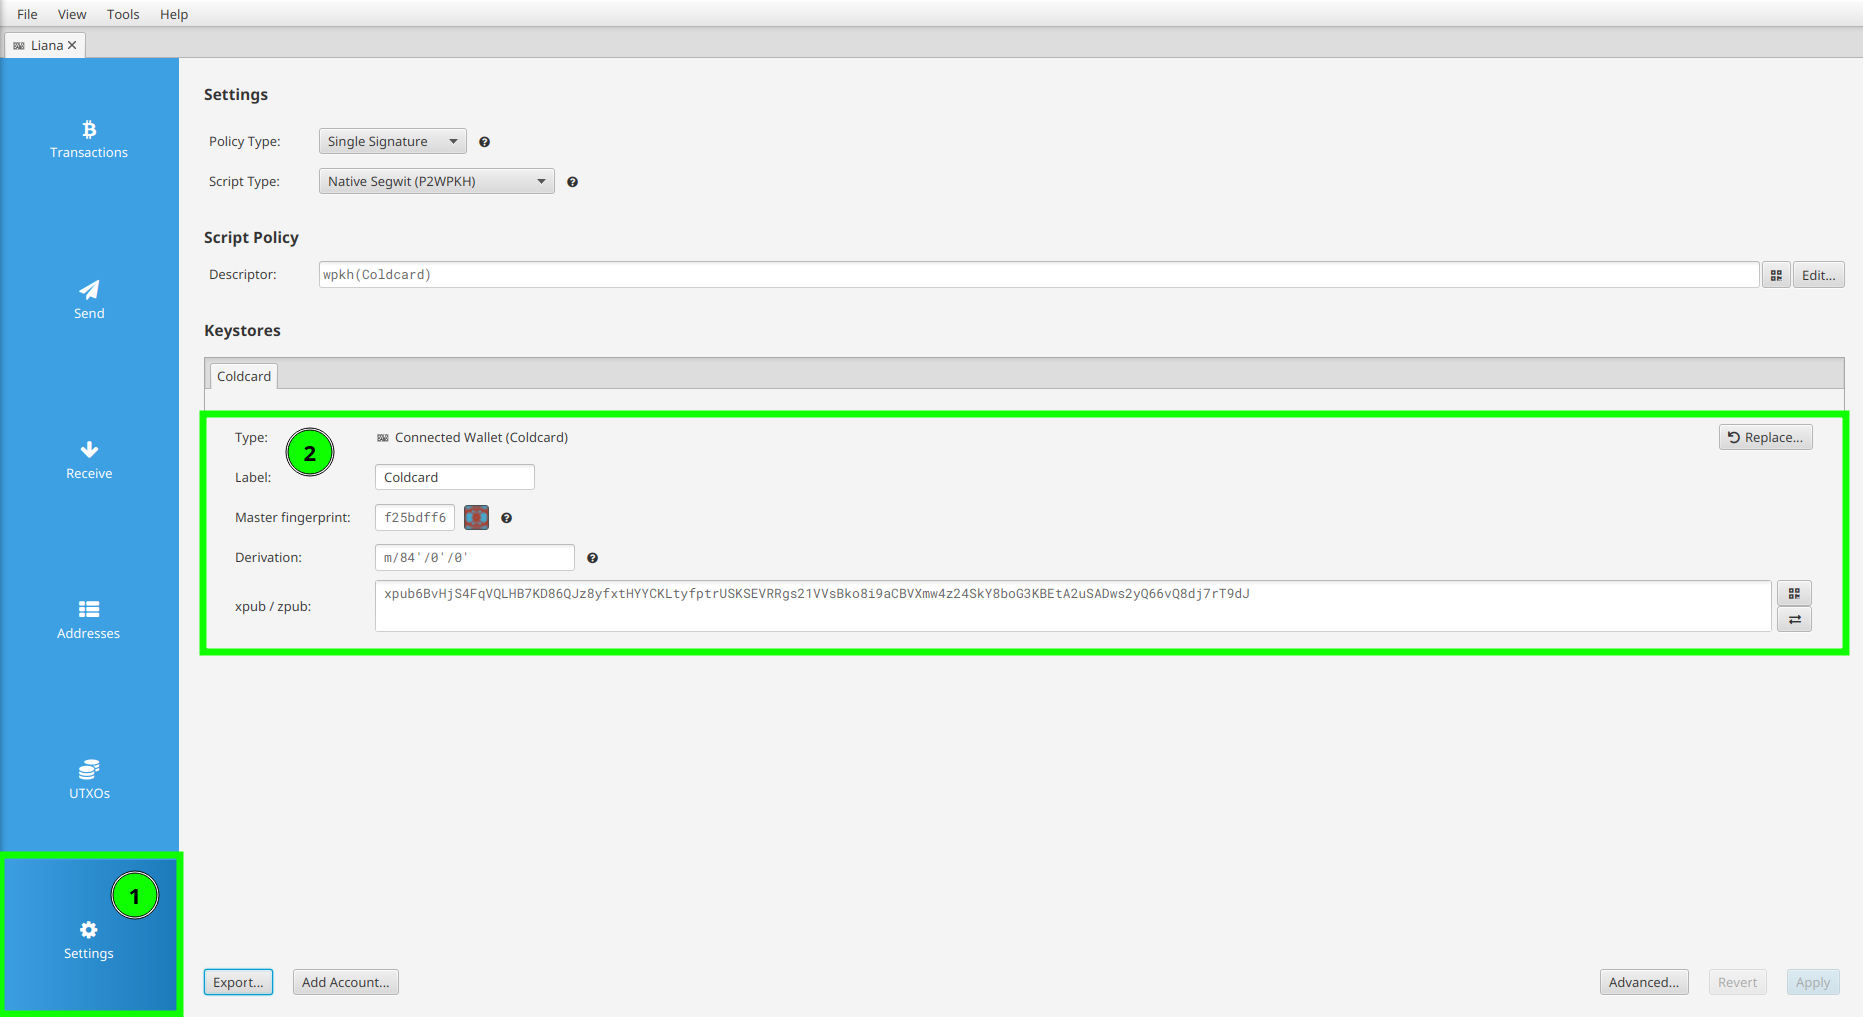 File View Tools Help
Liana
Transactions
Send
Receive
Addresses
UTXOs
1
Settings
Settings
Policy Type: Single Signature
Script Type: Native Segwit (P2WPKH)
Script Policy
Descriptor: wpkh(Coldcard) Edit...
Keystores
Coldcard
Type: 2 Connected Wallet (Coldcard) Replace...
Label: Coldcard
Master fingerprint: f25bdff6
Derivation: m/84'/0'/0'
xpub / zpub: xpub6BvHjS4FqVQLHB7KD86QJz8yfxtHYYCKLtyfptrUSKSEVRRgs21VVsBko8i9aCBVXmw4z24SkY8boG3KBEtA2uSADws2yQ66vQ8dj7rT9dJ
Export... Add Account... Advanced... Revert Apply